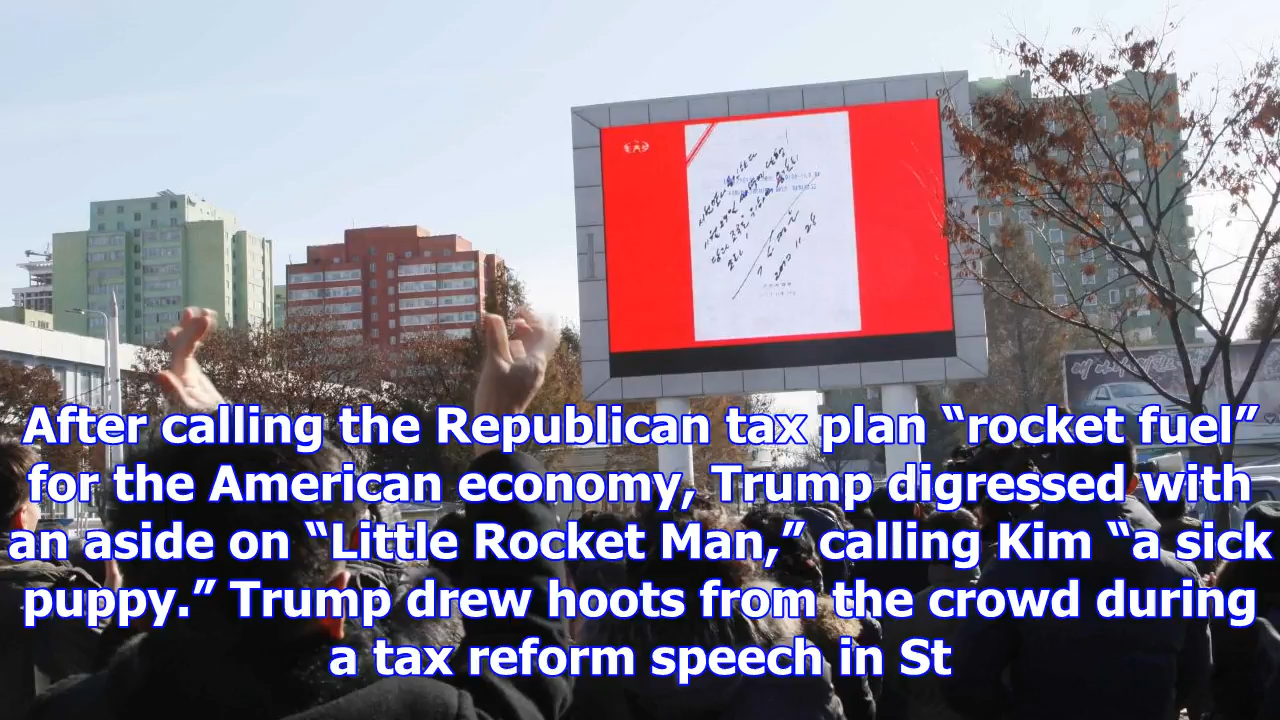 After calling the Republican tax plan “rocket fuel”
for the American economy, Trump digressed with
an aside on “Little Rocket Man,” calling Kim “a sick
puppy.” Trump drew hoots from the crowd during
a tax reform speech in St